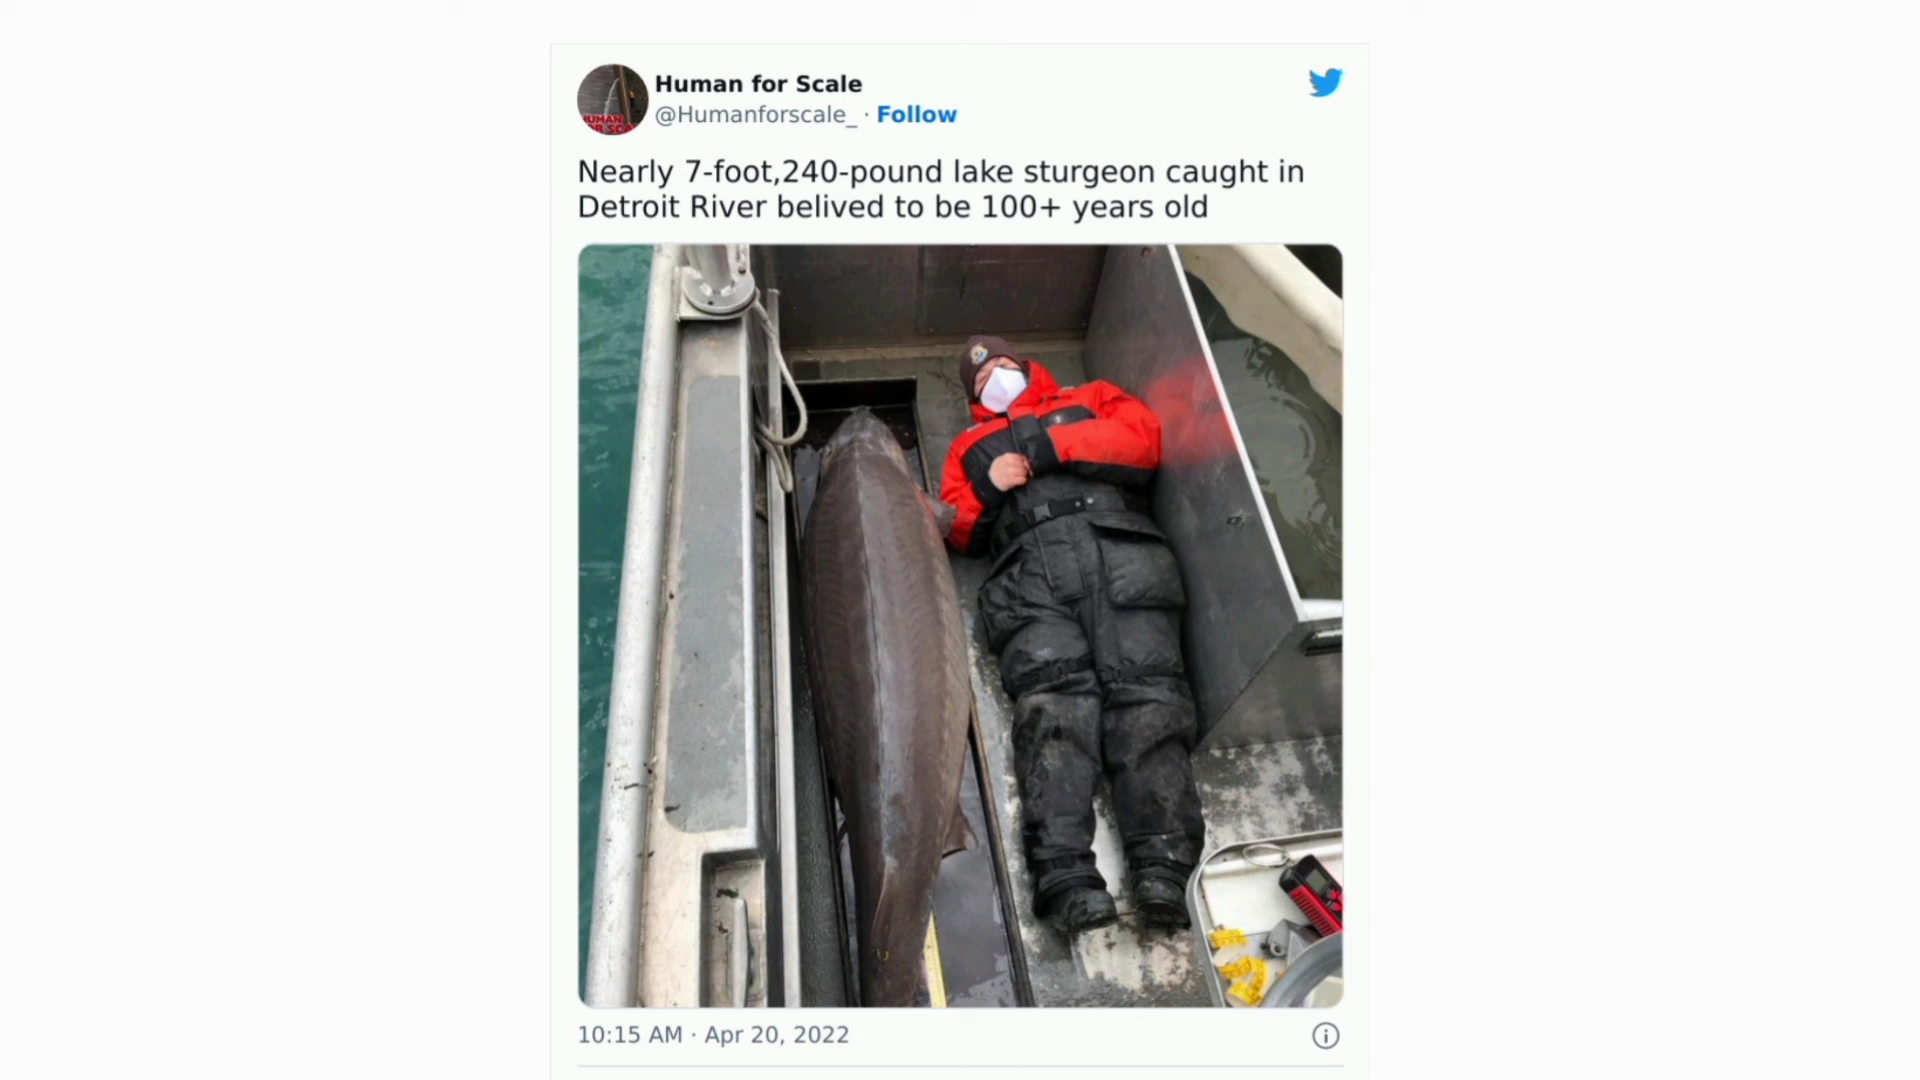 Human for Scale
@Humanforscale_ · Follow
Nearly 7-foot,240-pound lake sturgeon caught in
Detroit River belived to be 100+ years old
10:15 AM · Apr 20, 2022